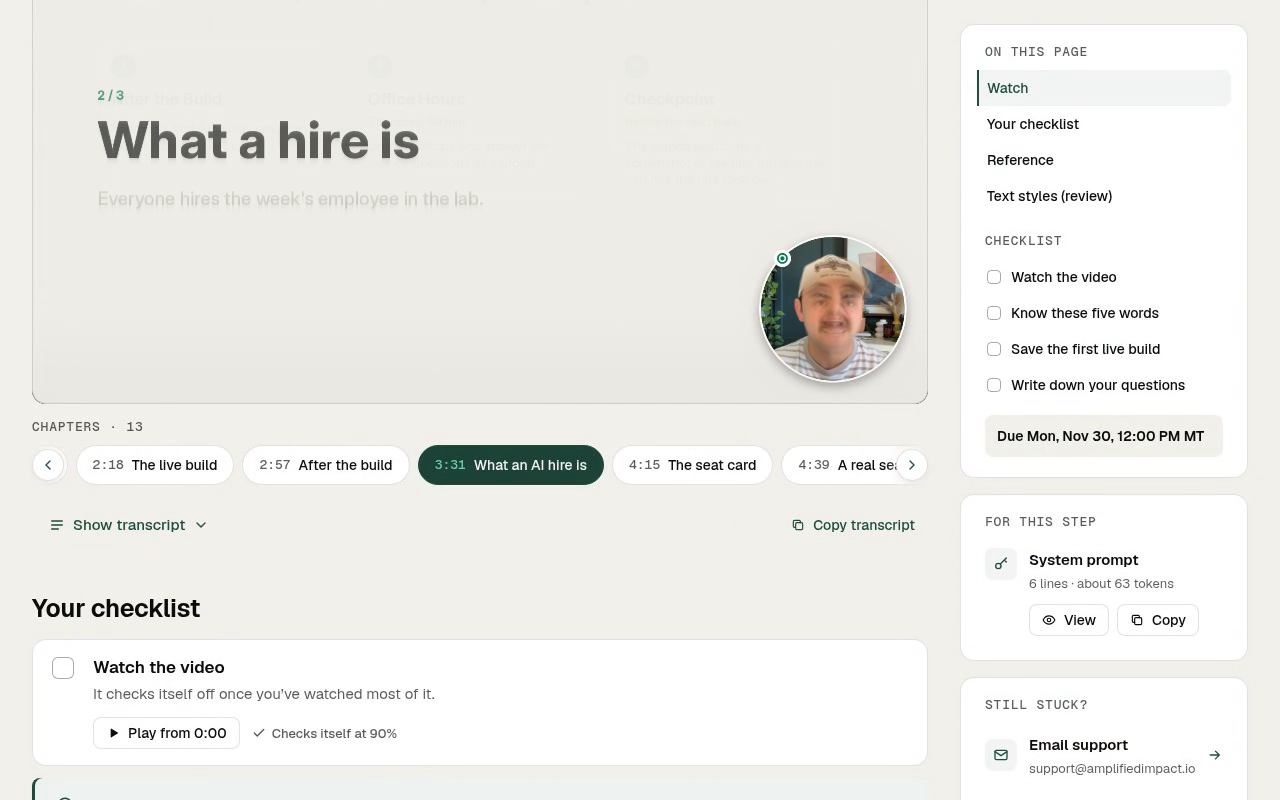 After the Build
Office Hours
Checkpoint
2 / 3
What a hire is
Everyone hires the week's employee in the lab.
CHAPTERS · 13
2:18 The live build
2:57 After the build
3:31 What an AI hire is
4:15 The seat card
4:39 A real sea
Show transcript
Copy transcript
Your checklist
Watch the video
It checks itself off once you've watched most of it.
Play from 0:00
Checks itself at 90%
ON THIS PAGE
Watch
Your checklist
Reference
Text styles (review)
CHECKLIST
Watch the video
Know these five words
Save the first live build
Write down your questions
Due Mon, Nov 30, 12:00 PM MT
FOR THIS STEP
System prompt
6 lines · about 63 tokens
View
Copy
STILL STUCK?
Email support
support@amplifiedimpact.io